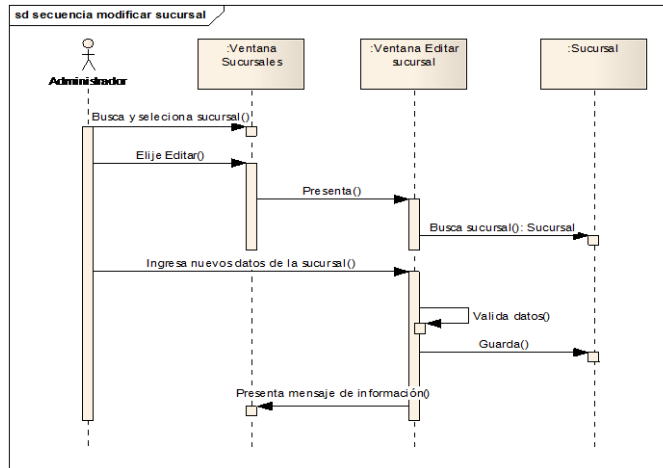 sd secuencia modificar sucursal
Administrador
:Ventana
Sucursales
:Ventana Editar
sucursal
:Sucursal
Busca y seleciona sucursal()
Elije Editar()
Presenta()
Busca sucursal(): Sucursal
Ingresa nuevos datos de la sucursal()
Valida datos()
Guarda()
Presenta mensaje de información()